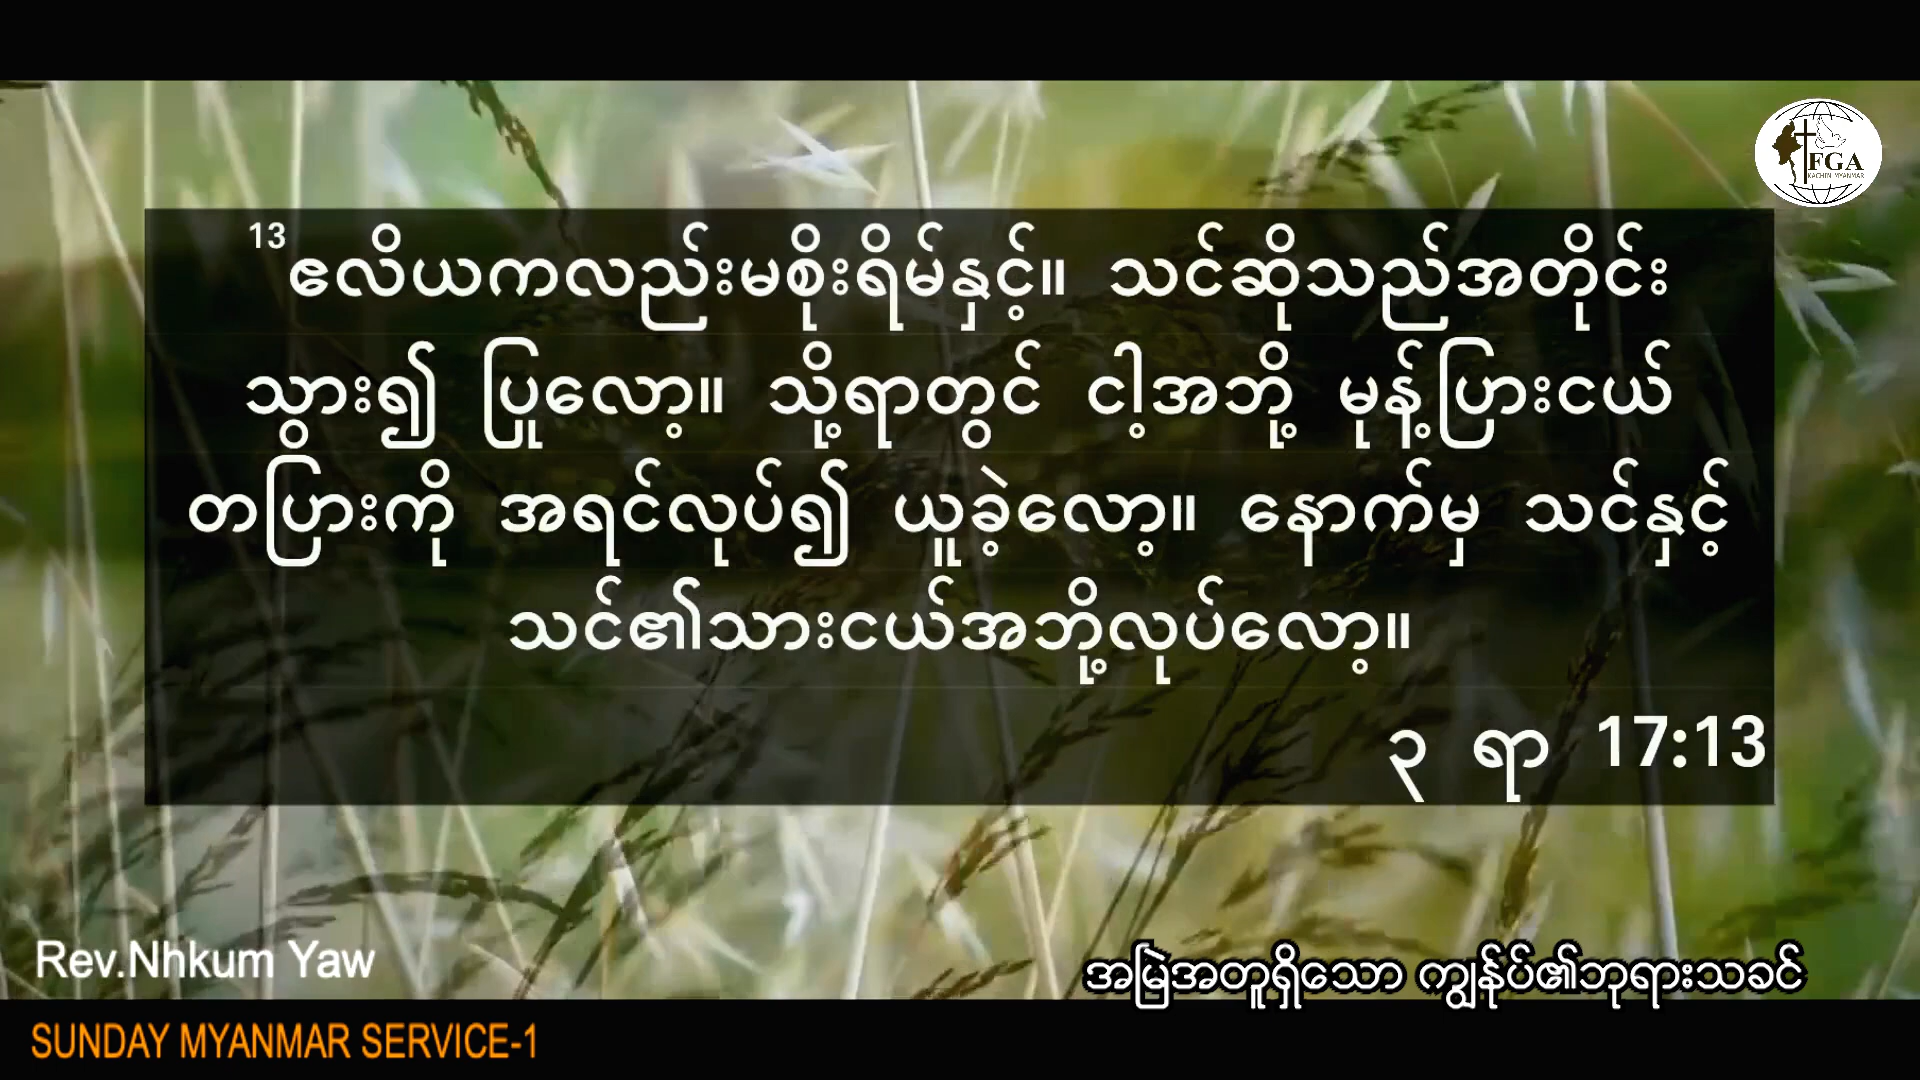 FGA
KACHIN MYANMAR
13 ဧလိယကလည်းမစိုးရိမ်နှင့်။ သင်ဆိုသည်အတိုင်း
သွား၍ ပြုလော့။ သို့ရာတွင် ငါ့အဘို့ မုန့်ပြားငယ်
တပြားကို အရင်လုပ်၍ ယူခဲ့လော့။ နောက်မှ သင်နှင့်
သင်၏သားငယ်အဘို့လုပ်လော့။
၃ ရာ 17:13
Rev.Nhkum Yaw
အမြဲအတူရှိသော ကျွန်ုပ်၏ဘုရားသခင်
SUNDAY MYANMAR SERVICE-1